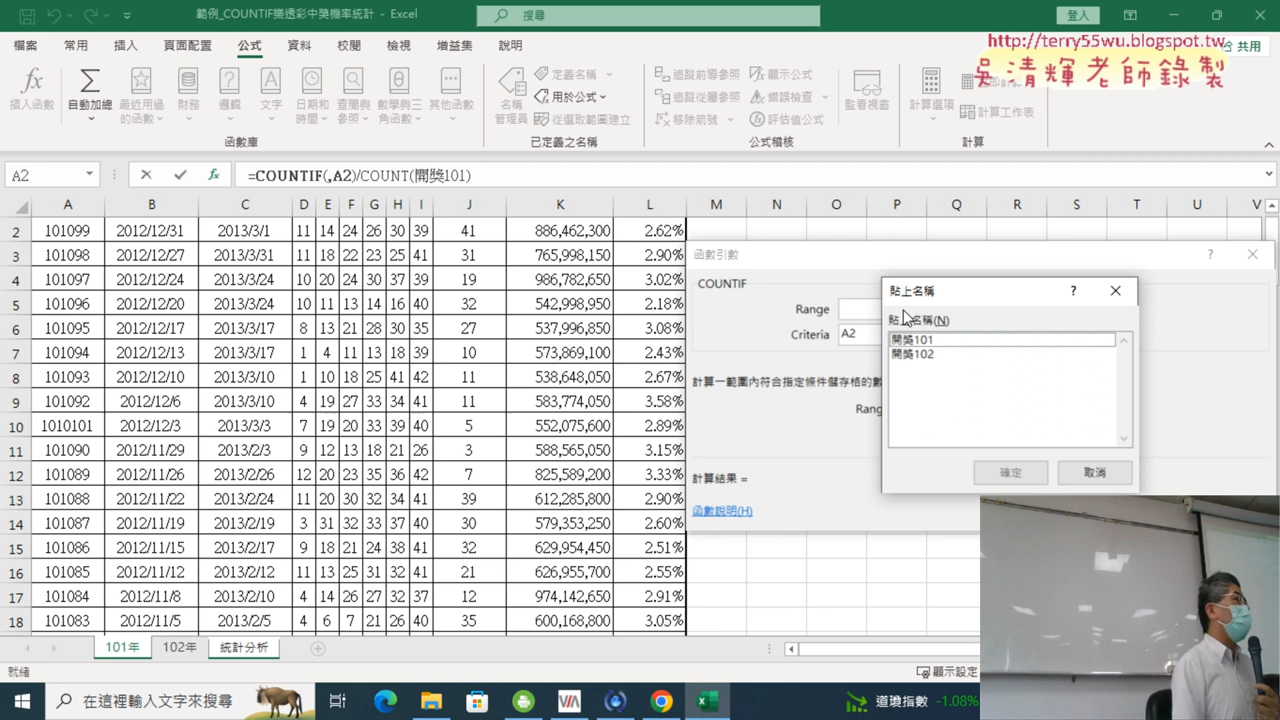 範例_COUNTIF樂透彩中獎機率統計 - Excel
搜尋
登入
檔案 常用 插入 頁面配置 公式 資料 校閱 檢視 增益集 說明
共用
http://terry55wu.blogspot.tw
吳清輝老師錄製
插入函數 自動加總 最近用過的函數 財務 邏輯 文字 日期和時間 查閱與參照 數學與三角函數 其他函數
函數庫
名稱管理員 定義名稱 用於公式 從選取範圍建立
已定義之名稱
追蹤前導參照 顯示公式
追蹤從屬參照 錯誤檢查
移除箭號 評估值公式
監看視窗
公式稽核
計算選項
計算工作表
計算
A2
fx
=COUNTIF(,A2)/COUNT(開獎101)
A B C D E F G H I J K L M N O P Q R S T U V
2 101099 2012/12/31 2013/3/1 11 14 24 26 30 39 41 886,462,300 2.62%
3 101098 2012/12/27 2013/3/31 11 18 22 23 25 41 31 765,998,150 2.90%
4 101097 2012/12/24 2013/3/24 10 20 24 30 37 39 19 986,782,650 3.02%
5 101096 2012/12/20 2013/3/24 10 11 13 14 16 40 32 542,998,950 2.18%
6 101095 2012/12/17 2013/3/17 8 13 21 28 30 35 27 537,996,850 3.08%
7 101094 2012/12/13 2013/3/17 1 4 11 13 18 39 10 573,869,100 2.43%
8 101093 2012/12/10 2013/3/10 1 10 18 25 41 42 11 538,648,050 2.67%
9 101092 2012/12/6 2013/3/10 4 19 27 33 34 41 11 583,774,050 3.58%
10 1010101 2012/12/3 2013/3/3 7 19 20 33 39 40 5 552,075,600 2.89%
11 101090 2012/11/29 2013/2/3 9 12 13 18 21 26 3 588,565,050 3.15%
12 101089 2012/11/26 2013/2/26 12 20 23 35 36 42 7 825,589,200 3.33%
13 101088 2012/11/22 2013/2/24 11 20 30 32 34 41 39 612,285,800 2.90%
14 101087 2012/11/19 2013/2/19 3 31 32 33 37 40 30 579,353,250 2.60%
15 101086 2012/11/15 2013/2/17 9 18 21 24 38 41 32 629,954,450 2.51%
16 101085 2012/11/12 2013/2/12 11 13 25 31 32 41 21 626,955,700 2.55%
17 101084 2012/11/8 2013/2/10 4 14 26 27 32 37 12 974,142,650 2.91%
18 101083 2012/11/5 2013/2/5 4 6 7 21 26 40 35 600,168,800 3.05%
函數引數
COUNTIF
Range
Criteria A2
計算一範圍內符合指定條件儲存格的數
Rang
計算結果 =
函數說明(H)
貼上名稱
貼上名稱(N)
開獎101
開獎102
確定 取消
101年 102年 統計分析
就緒
顯示設定
在這裡輸入文字來搜尋
道瓊指數 -1.08%